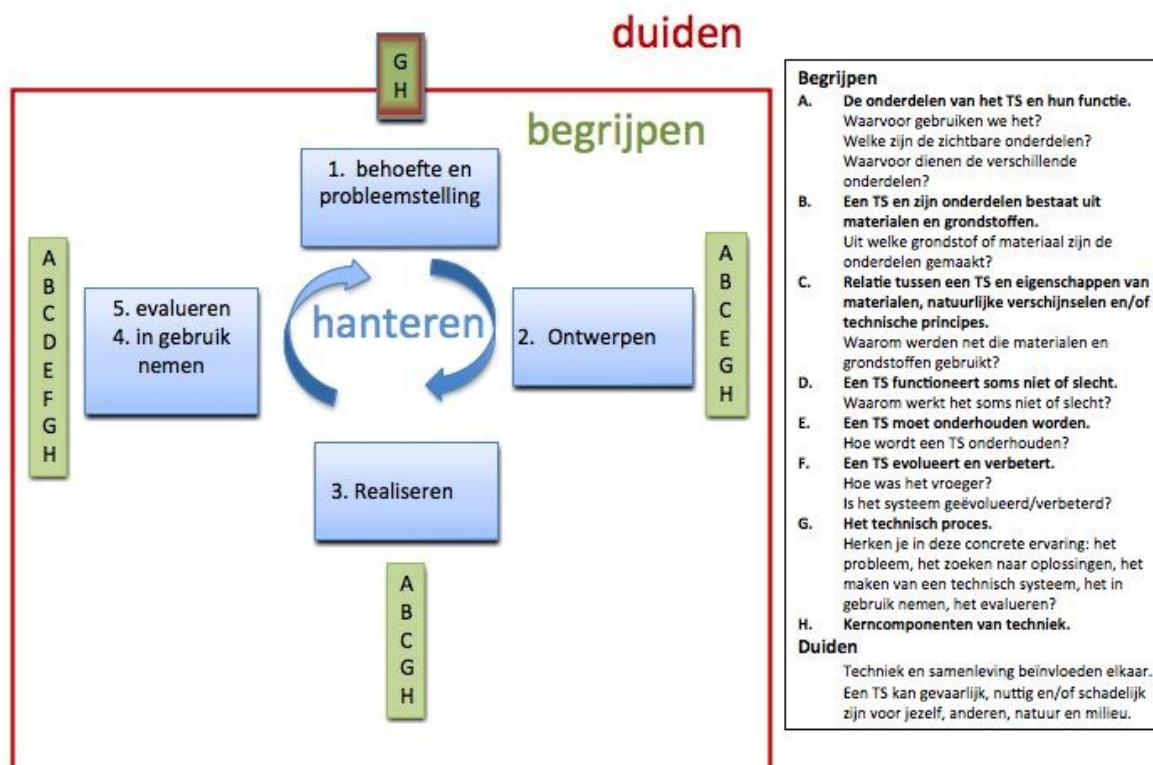 duiden
G
H
begrijpen
1. behoefte en
probleemstelling
A
B
C
D
E
F
G
H
5. evalueren
4. in gebruik
nemen
hanteren
2. Ontwerpen
A
B
C
E
G
H
3. Realiseren
A
B
C
G
H
Begrijpen
A. De onderdelen van het TS en hun functie.
Waarvoor gebruiken we het?
Welke zijn de zichtbare onderdelen?
Waarvoor dienen de verschillende
onderdelen?
B. Een TS en zijn onderdelen bestaat uit
materialen en grondstoffen.
Uit welke grondstof of materiaal zijn de
onderdelen gemaakt?
C. Relatie tussen een TS en eigenschappen van
materialen, natuurlijke verschijnselen en/of
technische principes.
Waarom werden net die materialen en
grondstoffen gebruikt?
D. Een TS functioneert soms niet of slecht.
Waarom werkt het soms niet of slecht?
E. Een TS moet onderhouden worden.
Hoe wordt een TS onderhouden?
F. Een TS evolueert en verbetert.
Hoe was het vroeger?
Is het systeem geëvolueerd/verbeterd?
G. Het technisch proces.
Herken je in deze concrete ervaring: het
probleem, het zoeken naar oplossingen, het
maken van een technisch systeem, het in
gebruik nemen, het evalueren?
H. Kerncomponenten van techniek.
Duiden
Techniek en samenleving beïnvloeden elkaar.
Een TS kan gevaarlijk, nuttig en/of schadelijk
zijn voor jezelf, anderen, natuur en milieu.